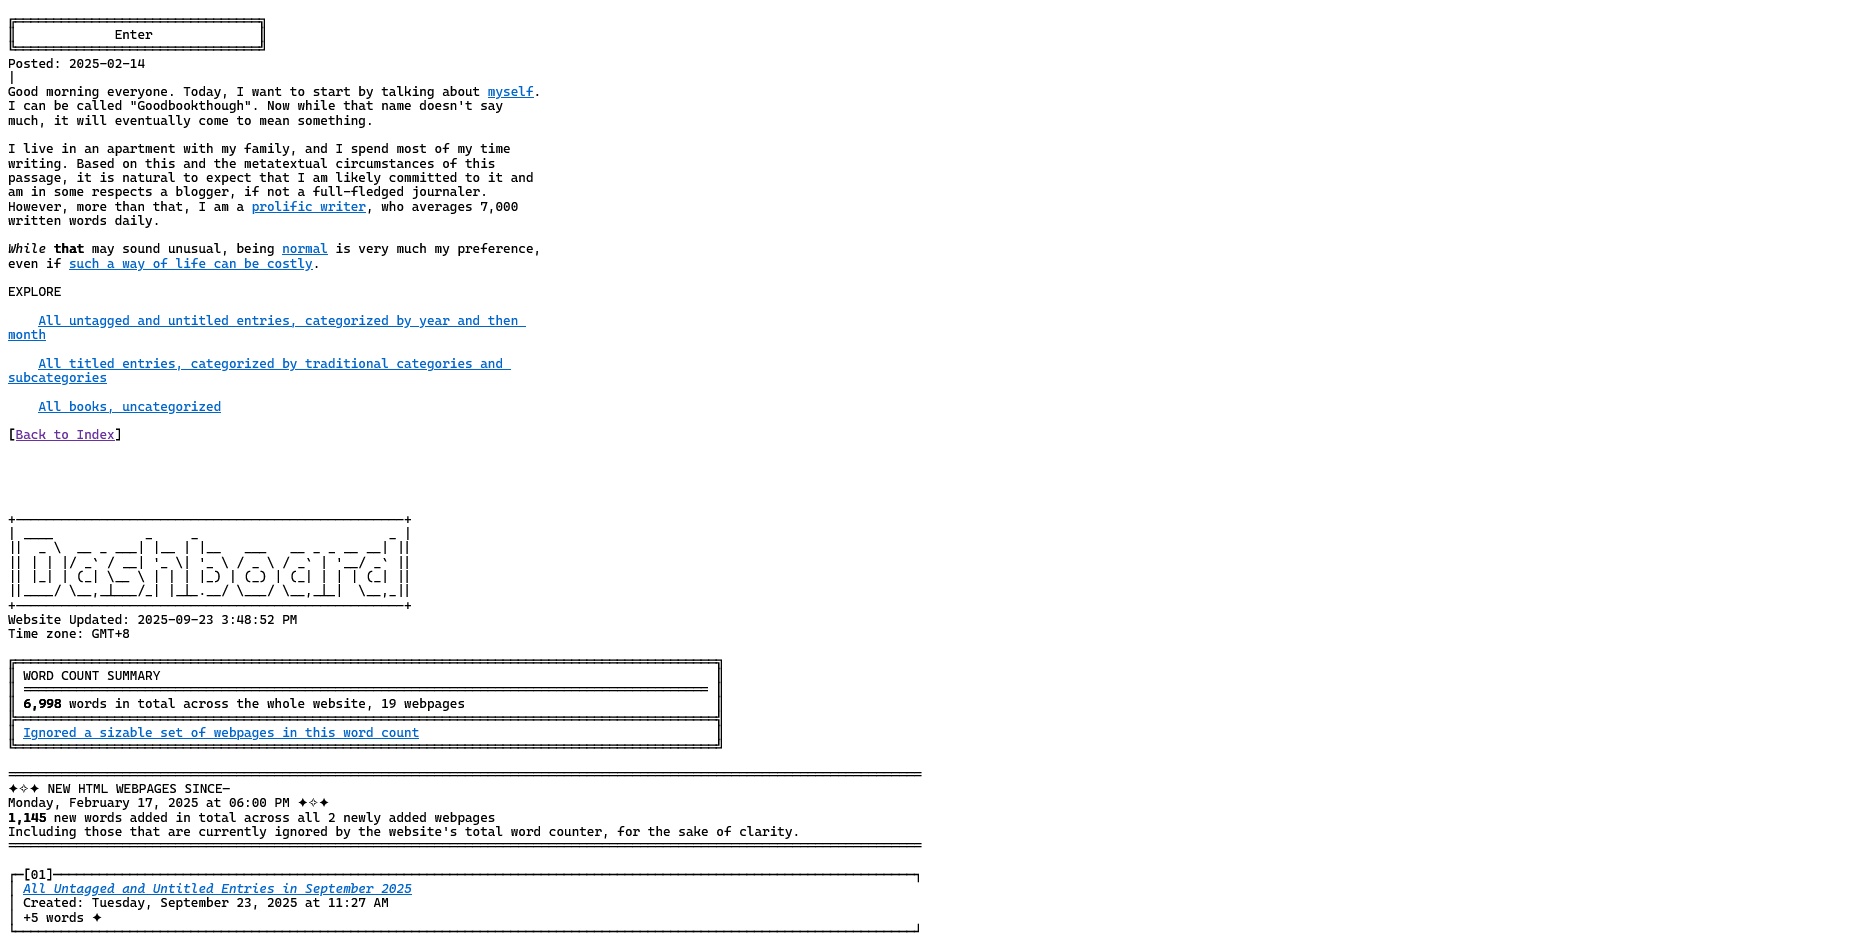 Enter
Posted: 2025-02-14
|
Good morning everyone. Today, I want to start by talking about myself.
I can be called "Goodbookthough". Now while that name doesn't say
much, it will eventually come to mean something.
I live in an apartment with my family, and I spend most of my time
writing. Based on this and the metatextual circumstances of this
passage, it is natural to expect that I am likely committed to it and
am in some respects a blogger, if not a full-fledged journaler.
However, more than that, I am a prolific writer, who averages 7,000
written words daily.
While that may sound unusual, being normal is very much my preference,
even if such a way of life can be costly.
EXPLORE
All untagged and untitled entries, categorized by year and then
month
All titled entries, categorized by traditional categories and
subcategories
All books, uncategorized
[Back to Index]
Dashboard
Website Updated: 2025-09-23 3:48:52 PM
Time zone: GMT+8
WORD COUNT SUMMARY
6,998 words in total across the whole website, 19 webpages
Ignored a sizable set of webpages in this word count
✦✧✦ NEW HTML WEBPAGES SINCE-
Monday, February 17, 2025 at 06:00 PM ✦✧✦
1,145 new words added in total across all 2 newly added webpages
Including those that are currently ignored by the website's total word counter, for the sake of clarity.
[01]
All Untagged and Untitled Entries in September 2025
Created: Tuesday, September 23, 2025 at 11:27 AM
+5 words ✦